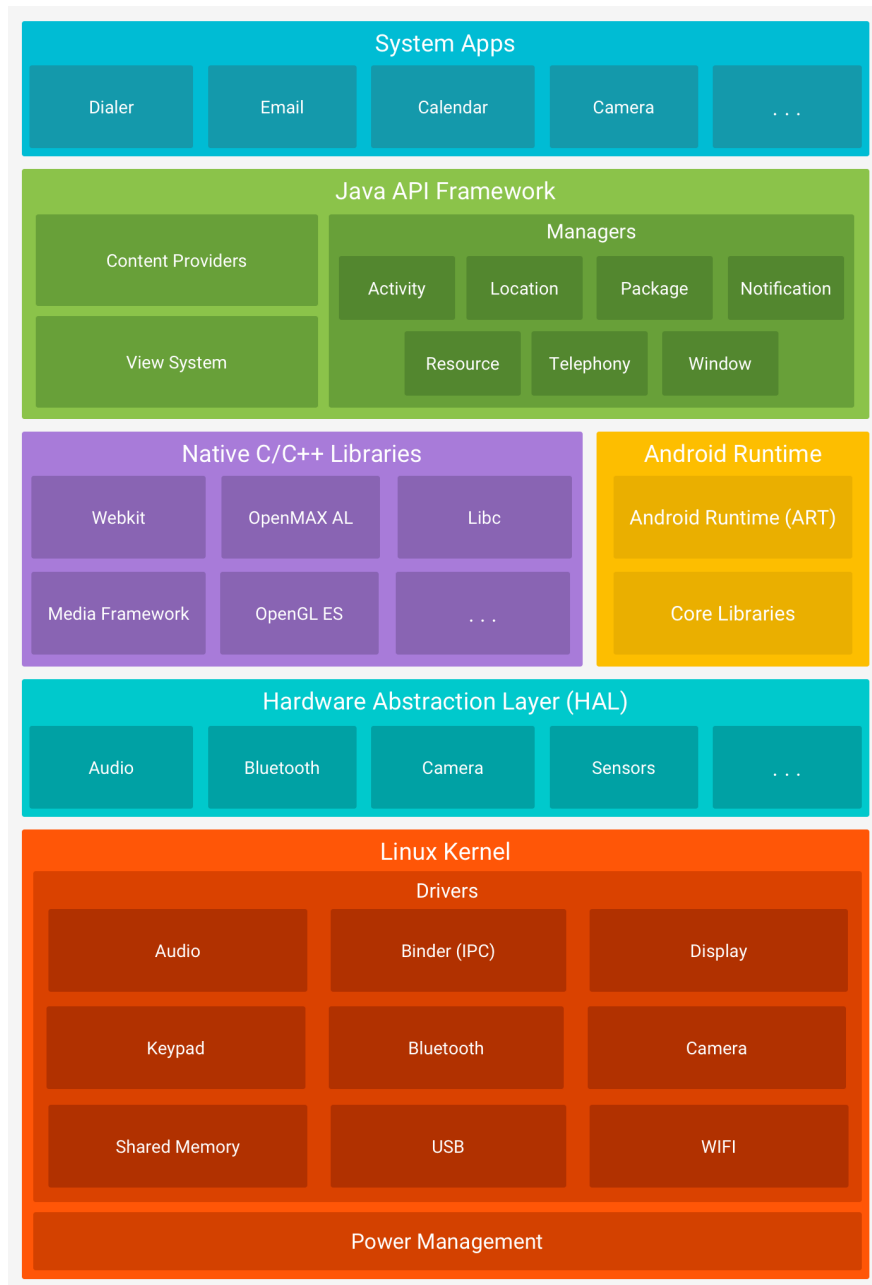 System Apps
Dialer
Email
Calendar
Camera
. . .
Java API Framework
Content Providers
View System
Managers
Activity
Location
Package
Notification
Resource
Telephony
Window
Native C/C++ Libraries
Webkit
OpenMAX AL
Libc
Media Framework
OpenGL ES
. . .
Android Runtime
Android Runtime (ART)
Core Libraries
Hardware Abstraction Layer (HAL)
Audio
Bluetooth
Camera
Sensors
. . .
Linux Kernel
Drivers
Audio
Binder (IPC)
Display
Keypad
Bluetooth
Camera
Shared Memory
USB
WIFI
Power Management